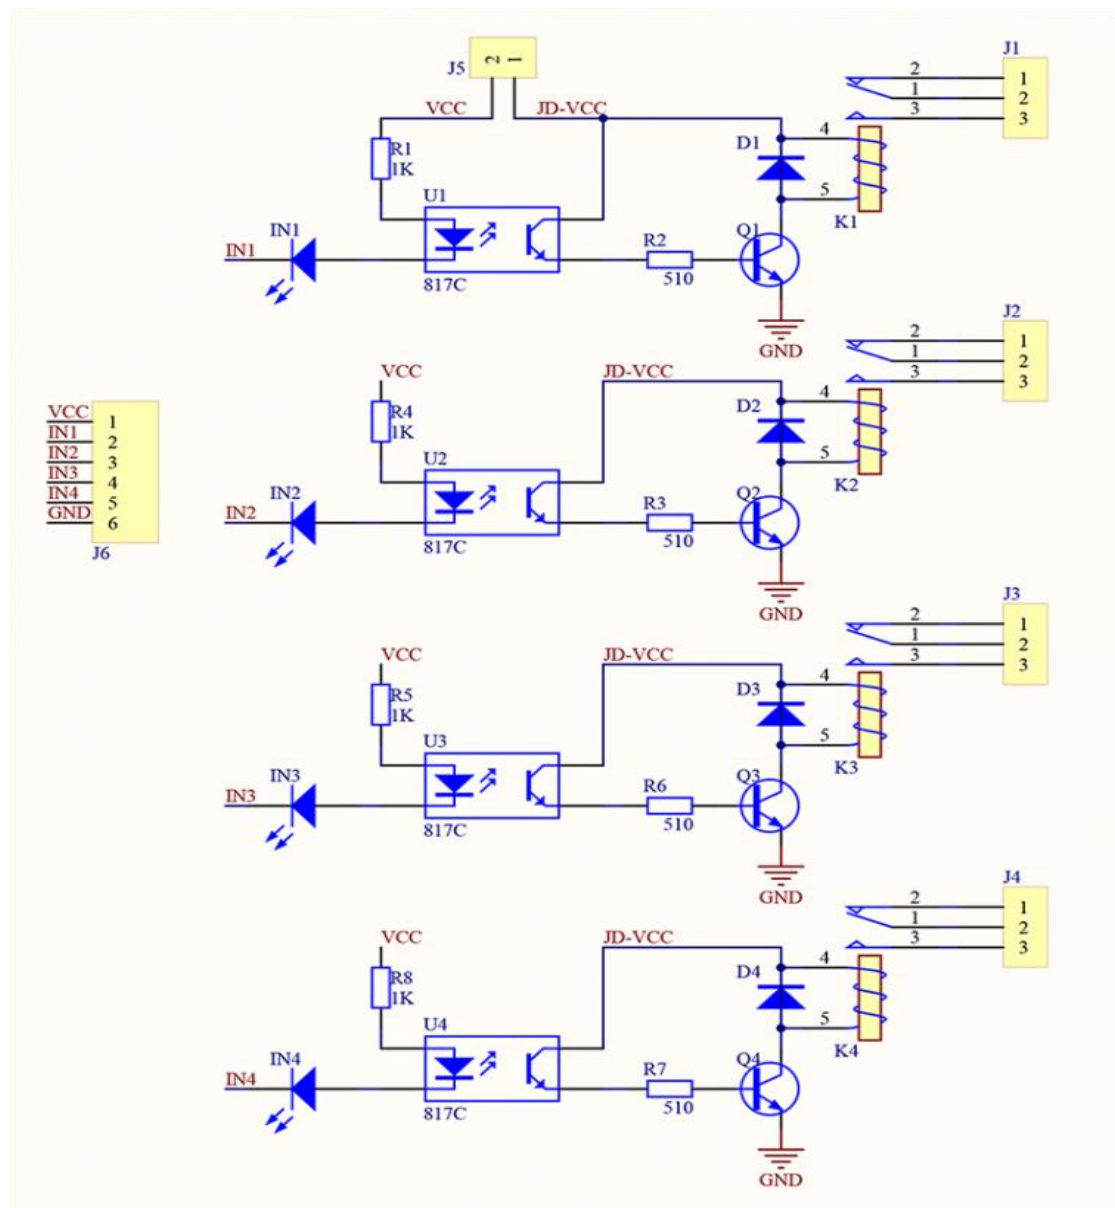 J5
2 1
VCC
JD-VCC
R1
1K
U1
817C
IN1
IN1
R2
510
D1
Q1
GND
4
5
K1
2
1
3
J1
1
2
3
VCC
R4
1K
U2
817C
IN2
IN2
JD-VCC
R3
510
D2
Q2
GND
4
5
K2
2
1
3
J2
1
2
3
VCC 1
IN1 2
IN2 3
IN3 4
IN4 5
GND 6
J6
VCC
R5
1K
U3
817C
IN3
IN3
JD-VCC
R6
510
D3
Q3
GND
4
5
K3
2
1
3
J3
1
2
3
VCC
R8
1K
U4
817C
IN4
IN4
JD-VCC
R7
510
D4
Q4
GND
4
5
K4
2
1
3
J4
1
2
3